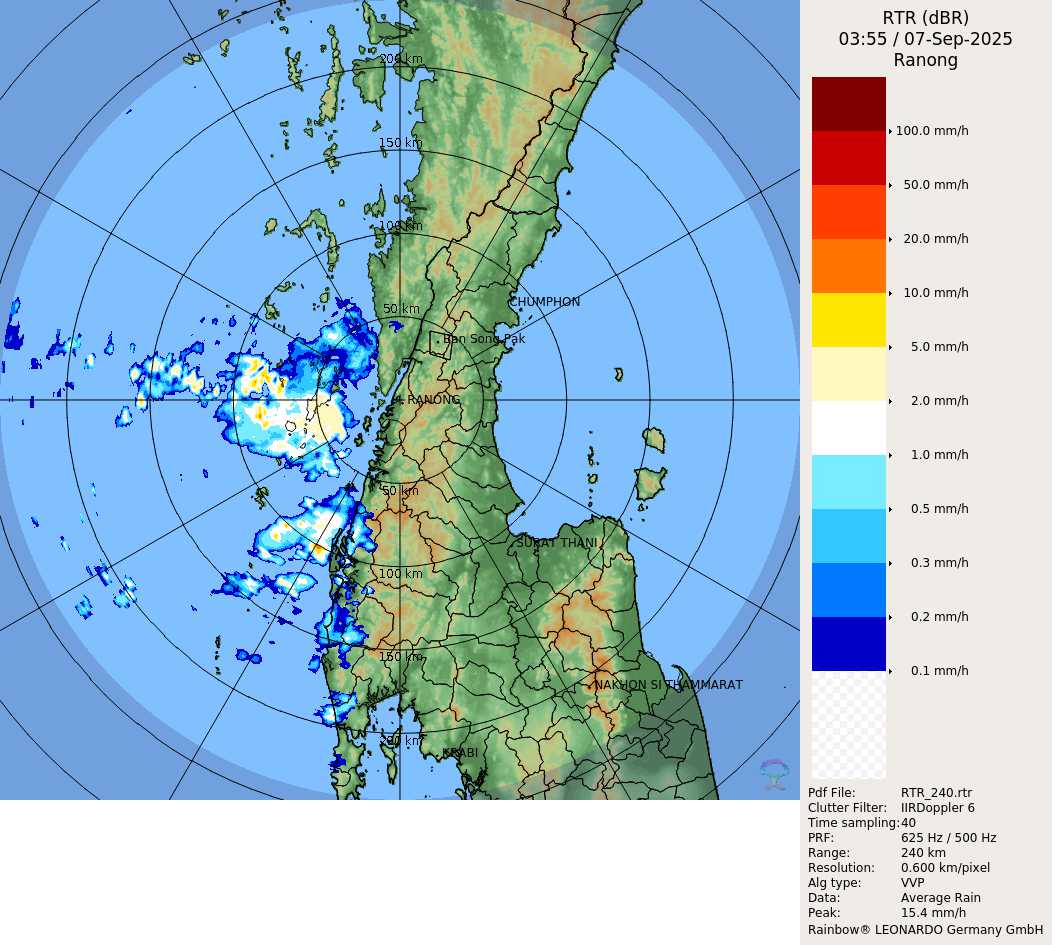 RTR (dBR)
03:55 / 07-Sep-2025
Ranong
100.0 mm/h
50.0 mm/h
20.0 mm/h
10.0 mm/h
5.0 mm/h
2.0 mm/h
1.0 mm/h
0.5 mm/h
0.3 mm/h
0.2 mm/h
0.1 mm/h
200 km
150 km
100 km
CHUMPHON
50 km
Ban Song Pak
RANONG
50 km
SURAT THANI
100 km
150 km
NAKHON SI THAMMARAT
200 km
KRABI
Pdf File: RTR_240.rtr
Clutter Filter: IIRDoppler 6
Time sampling:40
PRF: 625 Hz / 500 Hz
Range: 240 km
Resolution: 0.600 km/pixel
Alg type: VVP
Data: Average Rain
Peak: 15.4 mm/h
Rainbow® LEONARDO Germany GmbH